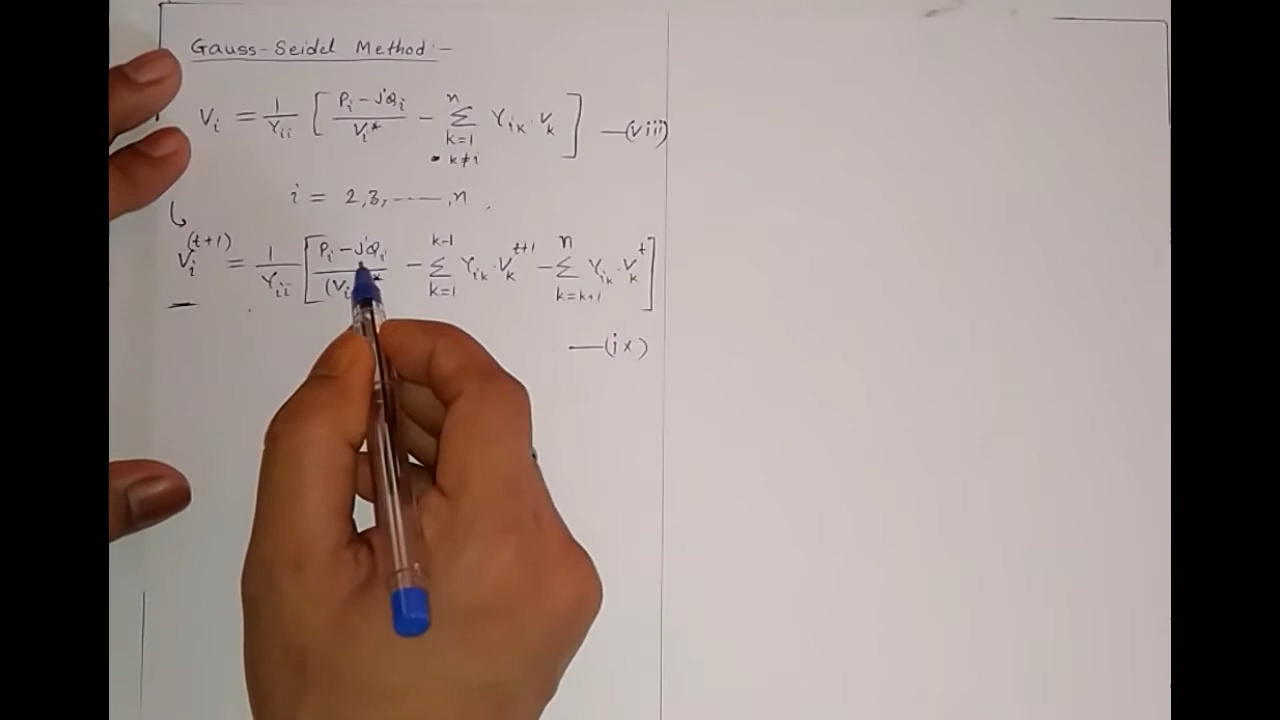 Gauss-Seidel Method:-
Vi = 1/Yii [ Pi - jQi / Vi* - Σ(k=1, k≠i)^n Yik · Vk ] —(viii)
i = 2,3,------,n
Vi^(t+1) = 1/Yii [ Pi - jQi / (Vi * - Σ(k=1)^(k-1) Yik · Vk^t+1 - Σ(k=k+1)^n Yik · Vk^t ]
—(ix)